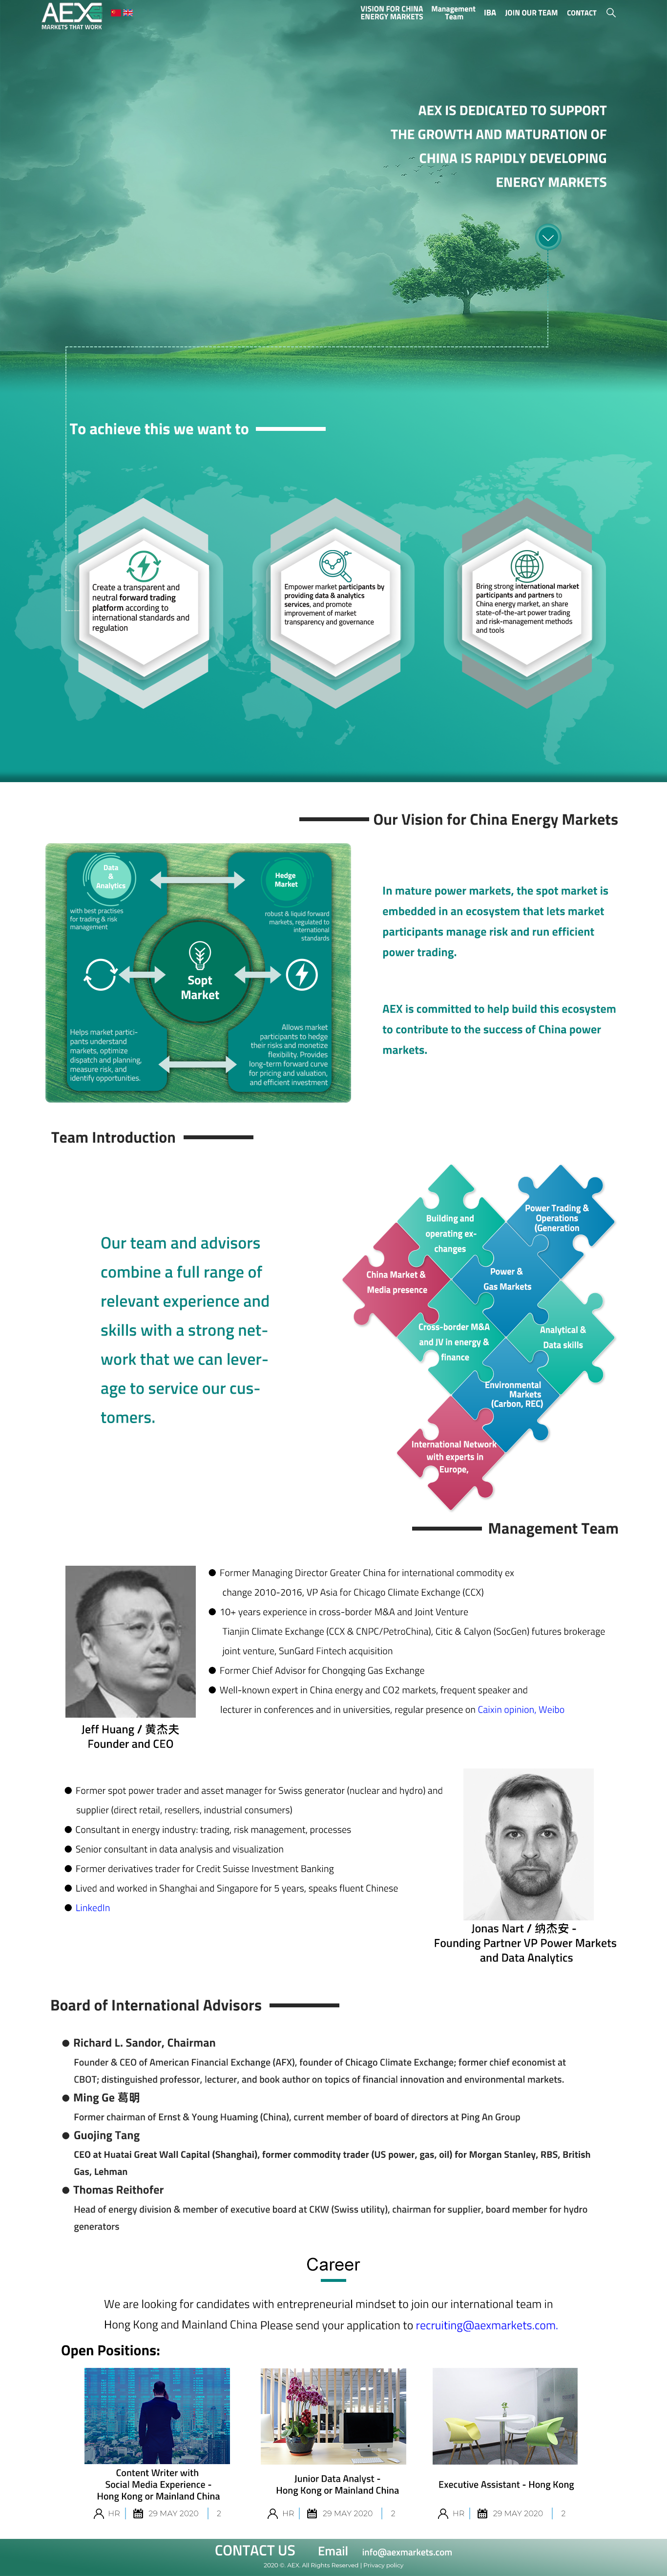 AEX
MARKETS THAT WORK
VISION FOR CHINA
ENERGY MARKETS
Management
Team
IBA
JOIN OUR TEAM
CONTACT
AEX IS DEDICATED TO SUPPORT
THE GROWTH AND MATURATION OF
CHINA IS RAPIDLY DEVELOPING
ENERGY MARKETS
To achieve this we want to
Create a transparent and
neutral forward trading
platform according to
international standards and
regulation
Empower market participants by
providing data & analytics
services, and promote
improvement of market
transparency and governance
Bring strong international market
participants and partners to
China energy market, an share
state-of-the-art power trading
and risk-management methods
and tools
Our Vision for China Energy Markets
Data
&
Analytics
with best practises
for trading & risk
management
Hedge
Market
robust & liquid forward
markets, regulated to
international
standards
Sopt
Market
Helps market partici-
pants understand
markets, optimize
dispatch and planning,
measure risk, and
identify opportunities.
Allows market
participants to hedge
their risks and monetize
flexibility. Provides
long-term forward curve
for pricing and valuation,
and efficient investment
In mature power markets, the spot market is
embedded in an ecosystem that lets market
participants manage risk and run efficient
power trading.
AEX is committed to help build this ecosystem
to contribute to the success of China power
markets.
Team Introduction
Our team and advisors
combine a full range of
relevant experience and
skills with a strong net-
work that we can lever-
age to service our cus-
tomers.
Building and
operating ex-
changes
Power Trading &
Operations
(Generation
China Market &
Media presence
Power &
Gas Markets
Cross-border M&A
and JV in energy &
finance
Analytical &
Data skills
Environmental
Markets
(Carbon, REC)
International Network
with experts in
Europe,
Management Team
● Former Managing Director Greater China for international commodity ex
change 2010-2016, VP Asia for Chicago Climate Exchange (CCX)
● 10+ years experience in cross-border M&A and Joint Venture
Tianjin Climate Exchange (CCX & CNPC/PetroChina), Citic & Calyon (SocGen) futures brokerage
joint venture, SunGard Fintech acquisition
● Former Chief Advisor for Chongqing Gas Exchange
● Well-known expert in China energy and CO2 markets, frequent speaker and
lecturer in conferences and in universities, regular presence on Caixin opinion, Weibo
Jeff Huang / 黄杰夫
Founder and CEO
● Former spot power trader and asset manager for Swiss generator (nuclear and hydro) and
supplier (direct retail, resellers, industrial consumers)
● Consultant in energy industry: trading, risk management, processes
● Senior consultant in data analysis and visualization
● Former derivatives trader for Credit Suisse Investment Banking
● Lived and worked in Shanghai and Singapore for 5 years, speaks fluent Chinese
● LinkedIn
Jonas Nart / 纳杰安 -
Founding Partner VP Power Markets
and Data Analytics
Board of International Advisors
● Richard L. Sandor, Chairman
Founder & CEO of American Financial Exchange (AFX), founder of Chicago Climate Exchange; former chief economist at
CBOT; distinguished professor, lecturer, and book author on topics of financial innovation and environmental markets.
● Ming Ge 葛明
Former chairman of Ernst & Young Huaming (China), current member of board of directors at Ping An Group
● Guojing Tang
CEO at Huatai Great Wall Capital (Shanghai), former commodity trader (US power, gas, oil) for Morgan Stanley, RBS, British
Gas, Lehman
● Thomas Reithofer
Head of energy division & member of executive board at CKW (Swiss utility), chairman for supplier, board member for hydro
generators
Career
We are looking for candidates with entrepreneurial mindset to join our international team in
Hong Kong and Mainland China Please send your application to recruiting@aexmarkets.com.
Open Positions:
Content Writer with
Social Media Experience -
Hong Kong or Mainland China
HR | 29 MAY 2020 | 2
Junior Data Analyst -
Hong Kong or Mainland China
HR | 29 MAY 2020 | 2
Executive Assistant - Hong Kong
HR | 29 MAY 2020 | 2
CONTACT US Email info@aexmarkets.com
2020 ©. AEX. All Rights Reserved | Privacy policy